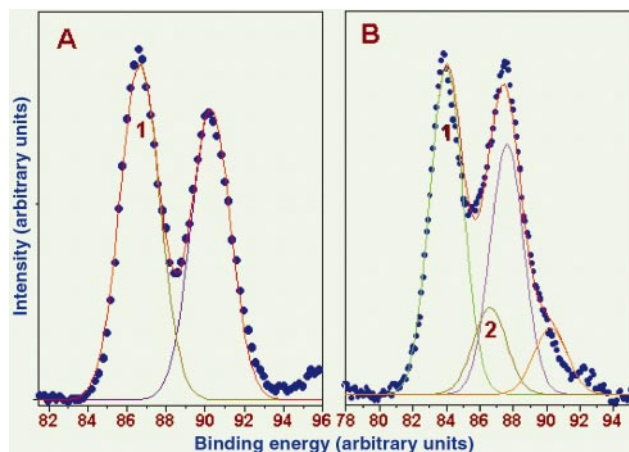 A
B
1
1
2
Intensity (arbitrary units)
82 84 86 88 90 92 94 96
78 80 82 84 86 88 90 92 94
Binding energy (arbitrary units)